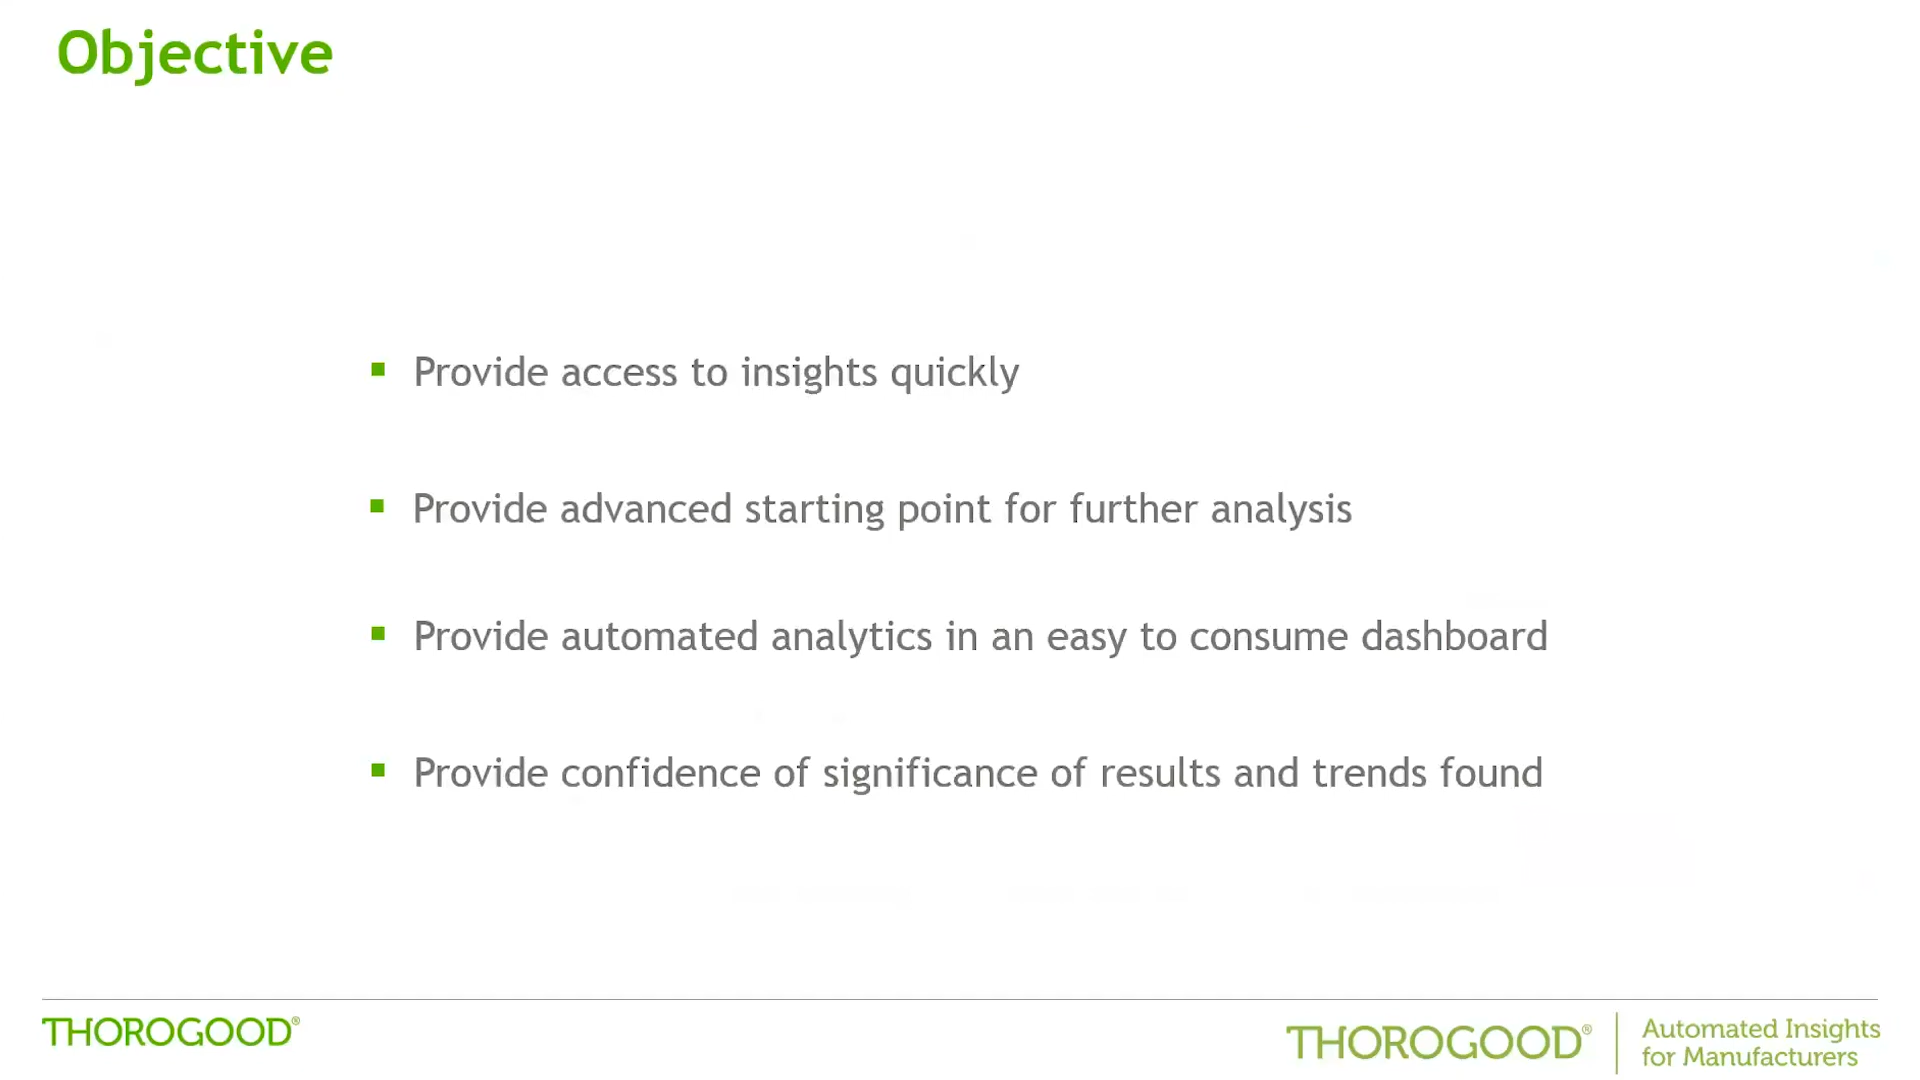 Objective
▪ Provide access to insights quickly
▪ Provide advanced starting point for further analysis
▪ Provide automated analytics in an easy to consume dashboard
▪ Provide confidence of significance of results and trends found
THOROGOOD®
THOROGOOD®
Automated Insights
for Manufacturers